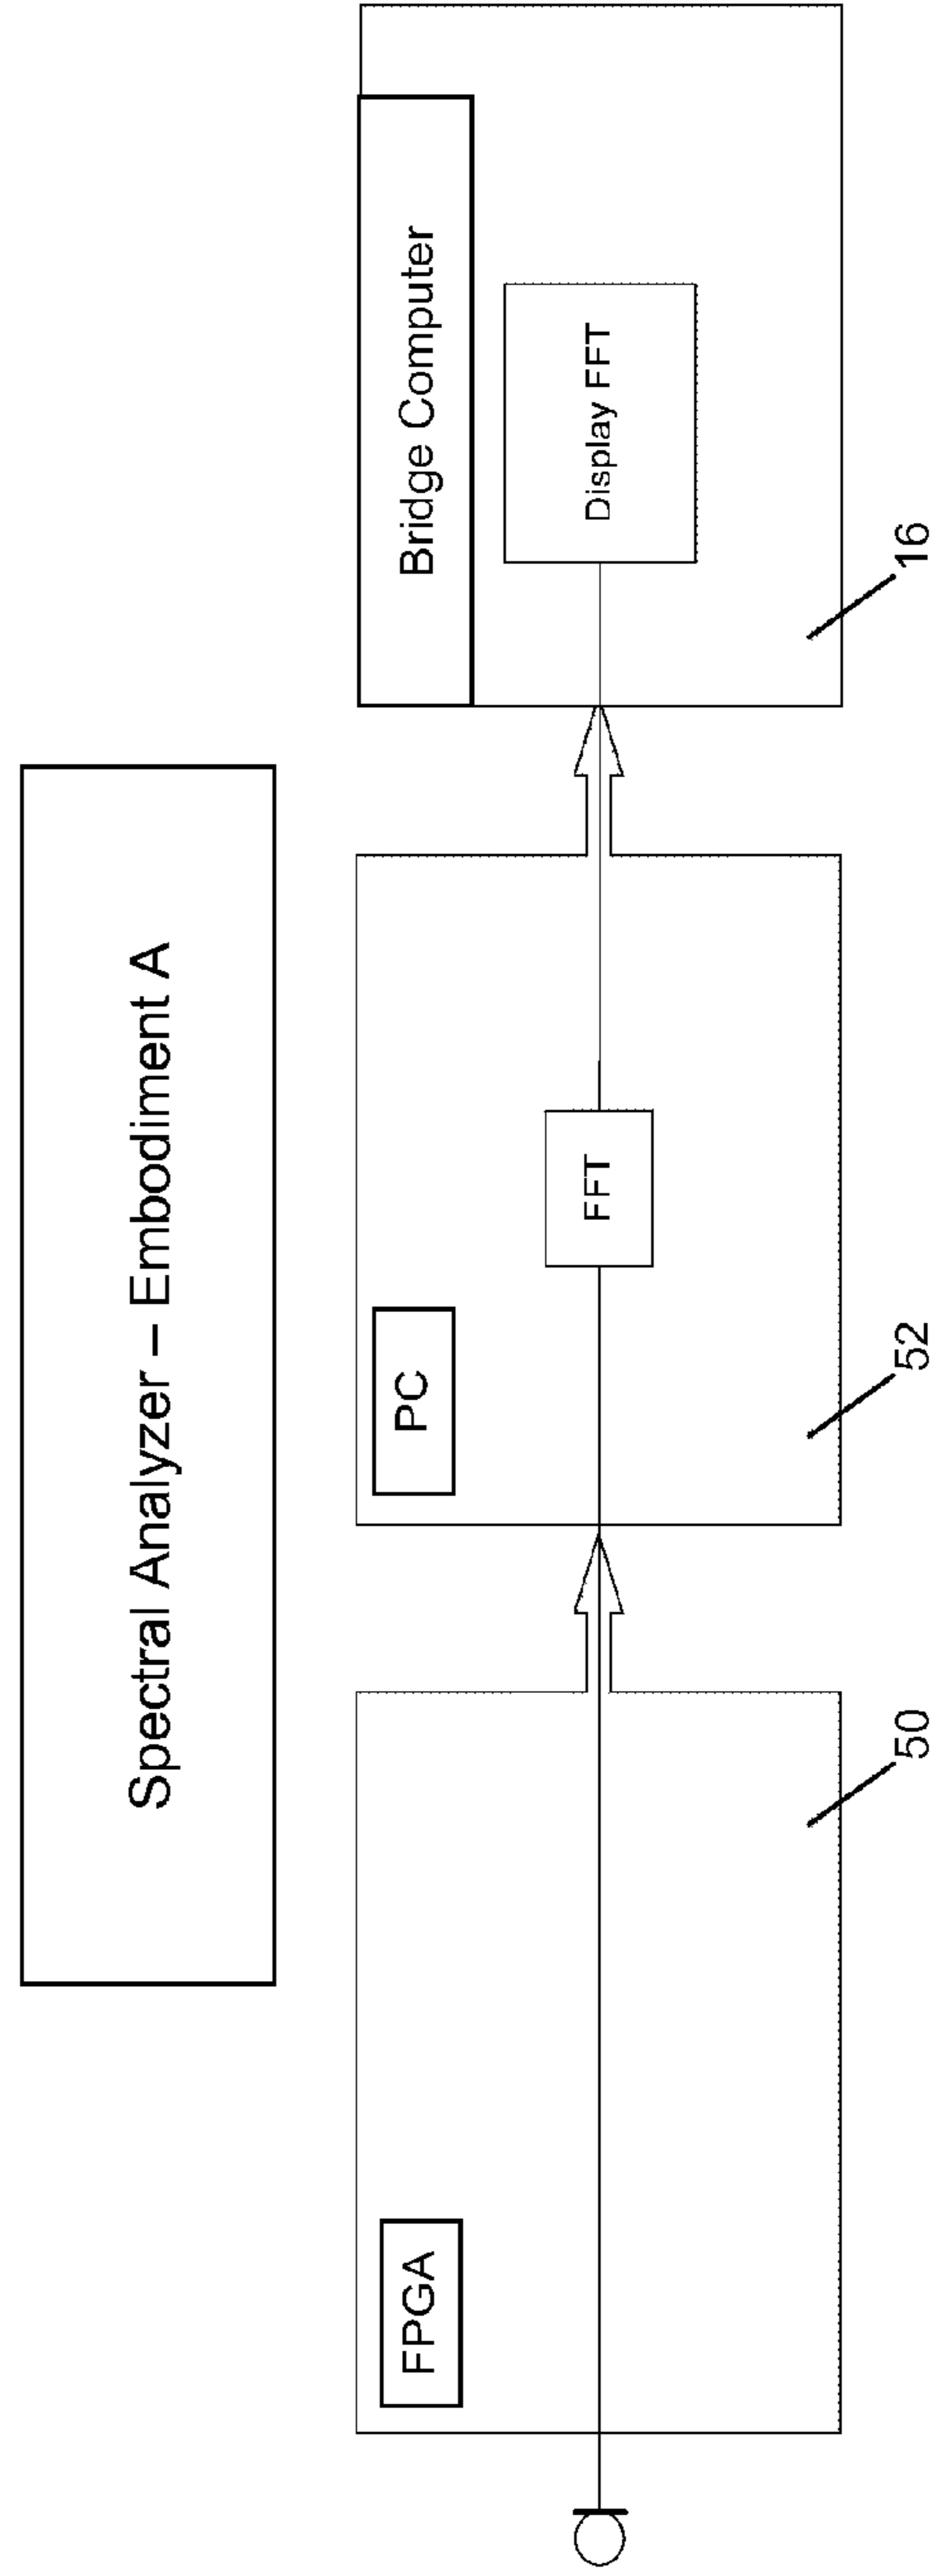 Spectral Analyzer – Embodiment A
FPGA
PC
Bridge Computer
FFT
Display FFT
50
52
16